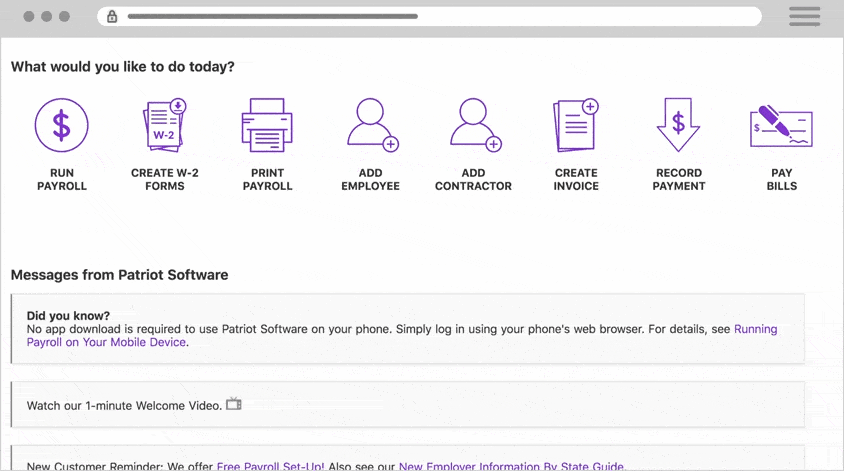 What would you like to do today?
$
W-2
$
$
RUN
PAYROLL
CREATE W-2
FORMS
PRINT
PAYROLL
ADD
EMPLOYEE
ADD
CONTRACTOR
CREATE
INVOICE
RECORD
PAYMENT
PAY
BILLS
Messages from Patriot Software
Did you know?
No app download is required to use Patriot Software on your phone. Simply log in using your phone's web browser. For details, see Running
Payroll on Your Mobile Device.
Watch our 1-minute Welcome Video.
New Customer Reminder: We offer Free Payroll Set-Up! Also see our New Employer Information By State Guide.